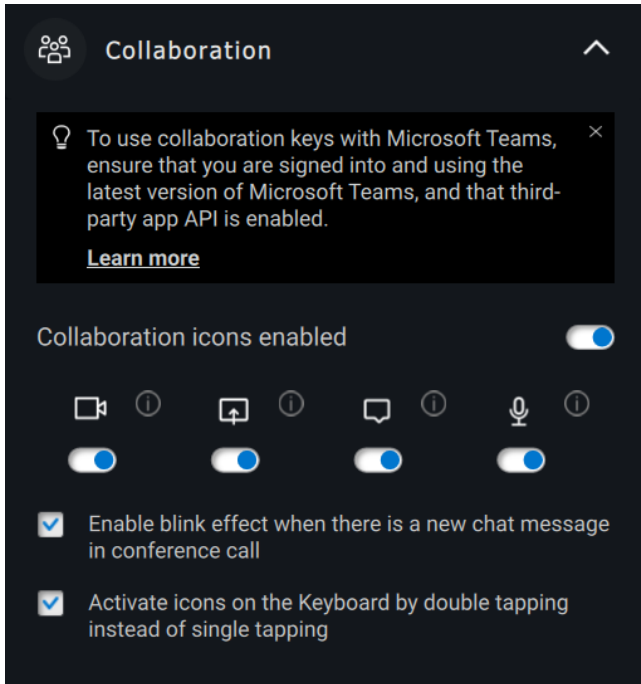 Collaboration
To use collaboration keys with Microsoft Teams,
ensure that you are signed into and using the
latest version of Microsoft Teams, and that third-
party app API is enabled.
Learn more
Collaboration icons enabled
Enable blink effect when there is a new chat message
in conference call
Activate icons on the Keyboard by double tapping
instead of single tapping